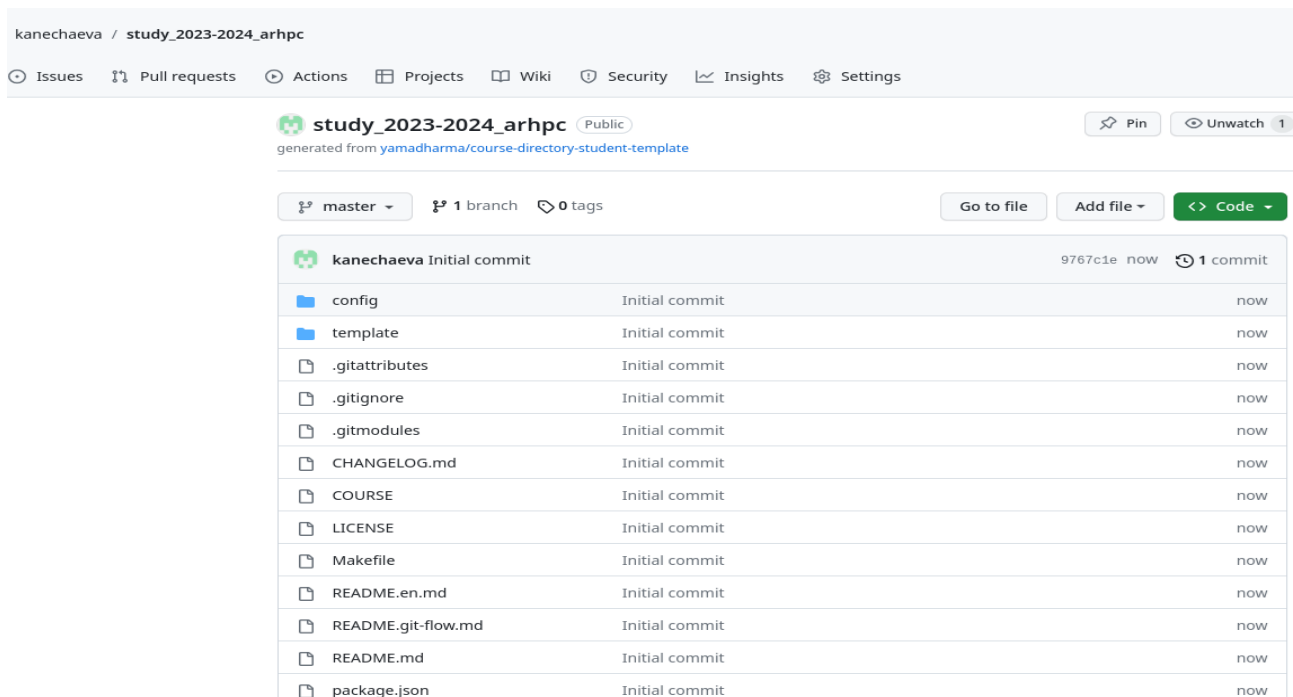 kanechaeva / study_2023-2024_arhpc
Issues Pull requests Actions Projects Wiki Security Insights Settings
study_2023-2024_arhpc Public Pin Unwatch 1
generated from yamadharma/course-directory-student-template
master 1 branch 0 tags Go to file Add file <> Code
kanechaeva Initial commit 9767c1e now 1 commit
config Initial commit now
template Initial commit now
.gitattributes Initial commit now
.gitignore Initial commit now
.gitmodules Initial commit now
CHANGELOG.md Initial commit now
COURSE Initial commit now
LICENSE Initial commit now
Makefile Initial commit now
README.en.md Initial commit now
README.git-flow.md Initial commit now
README.md Initial commit now
package.json Initial commit now